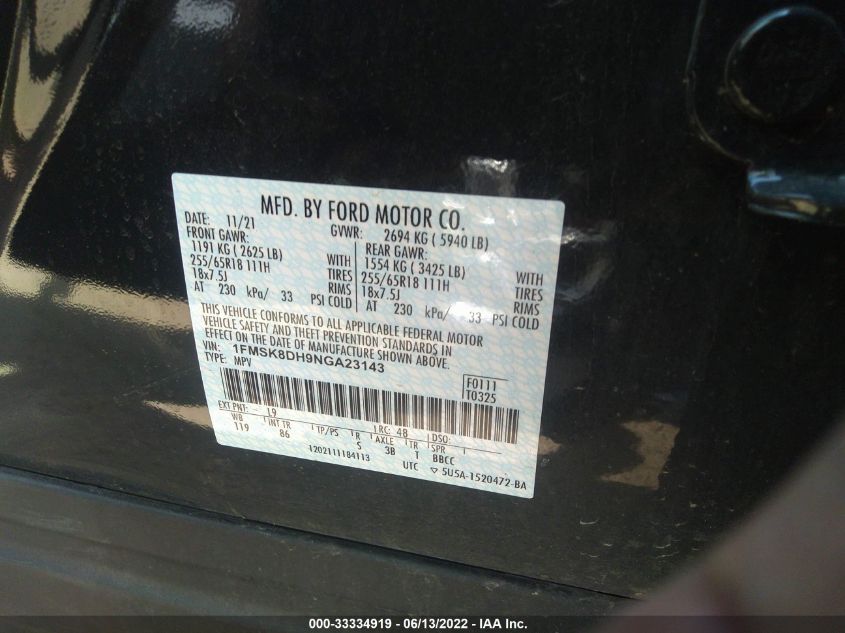 MFD. BY FORD MOTOR CO.
DATE: 11/21 GVWR: 2694 KG ( 5940 LB)
FRONT GAWR: REAR GAWR:
1191 KG ( 2625 LB) WITH 1554 KG ( 3425 LB) WITH
255/65R18 111H TIRES 255/65R18 111H TIRES
18x7.5J RIMS 18x7.5J RIMS
AT 230 kPa/ 33 PSI COLD AT 230 kPa/ 33 PSI COLD
THIS VEHICLE CONFORMS TO ALL APPLICABLE FEDERAL MOTOR
VEHICLE SAFETY AND THEFT PREVENTION STANDARDS IN
EFFECT ON THE DATE OF MANUFACTURE SHOWN ABOVE.
VIN: 1FMSK8DH9NGA23143
TYPE: MPV
F0111
T0325
EXT PNT: 19 RC: 48 DSO:
WB INT TR TP/PS R AXLE TR SPR
119 86 S 3B T BBCC
1202111184113 UTC ▽ 5USA-1520472-BA
000-33334919 - 06/13/2022 - IAA Inc.